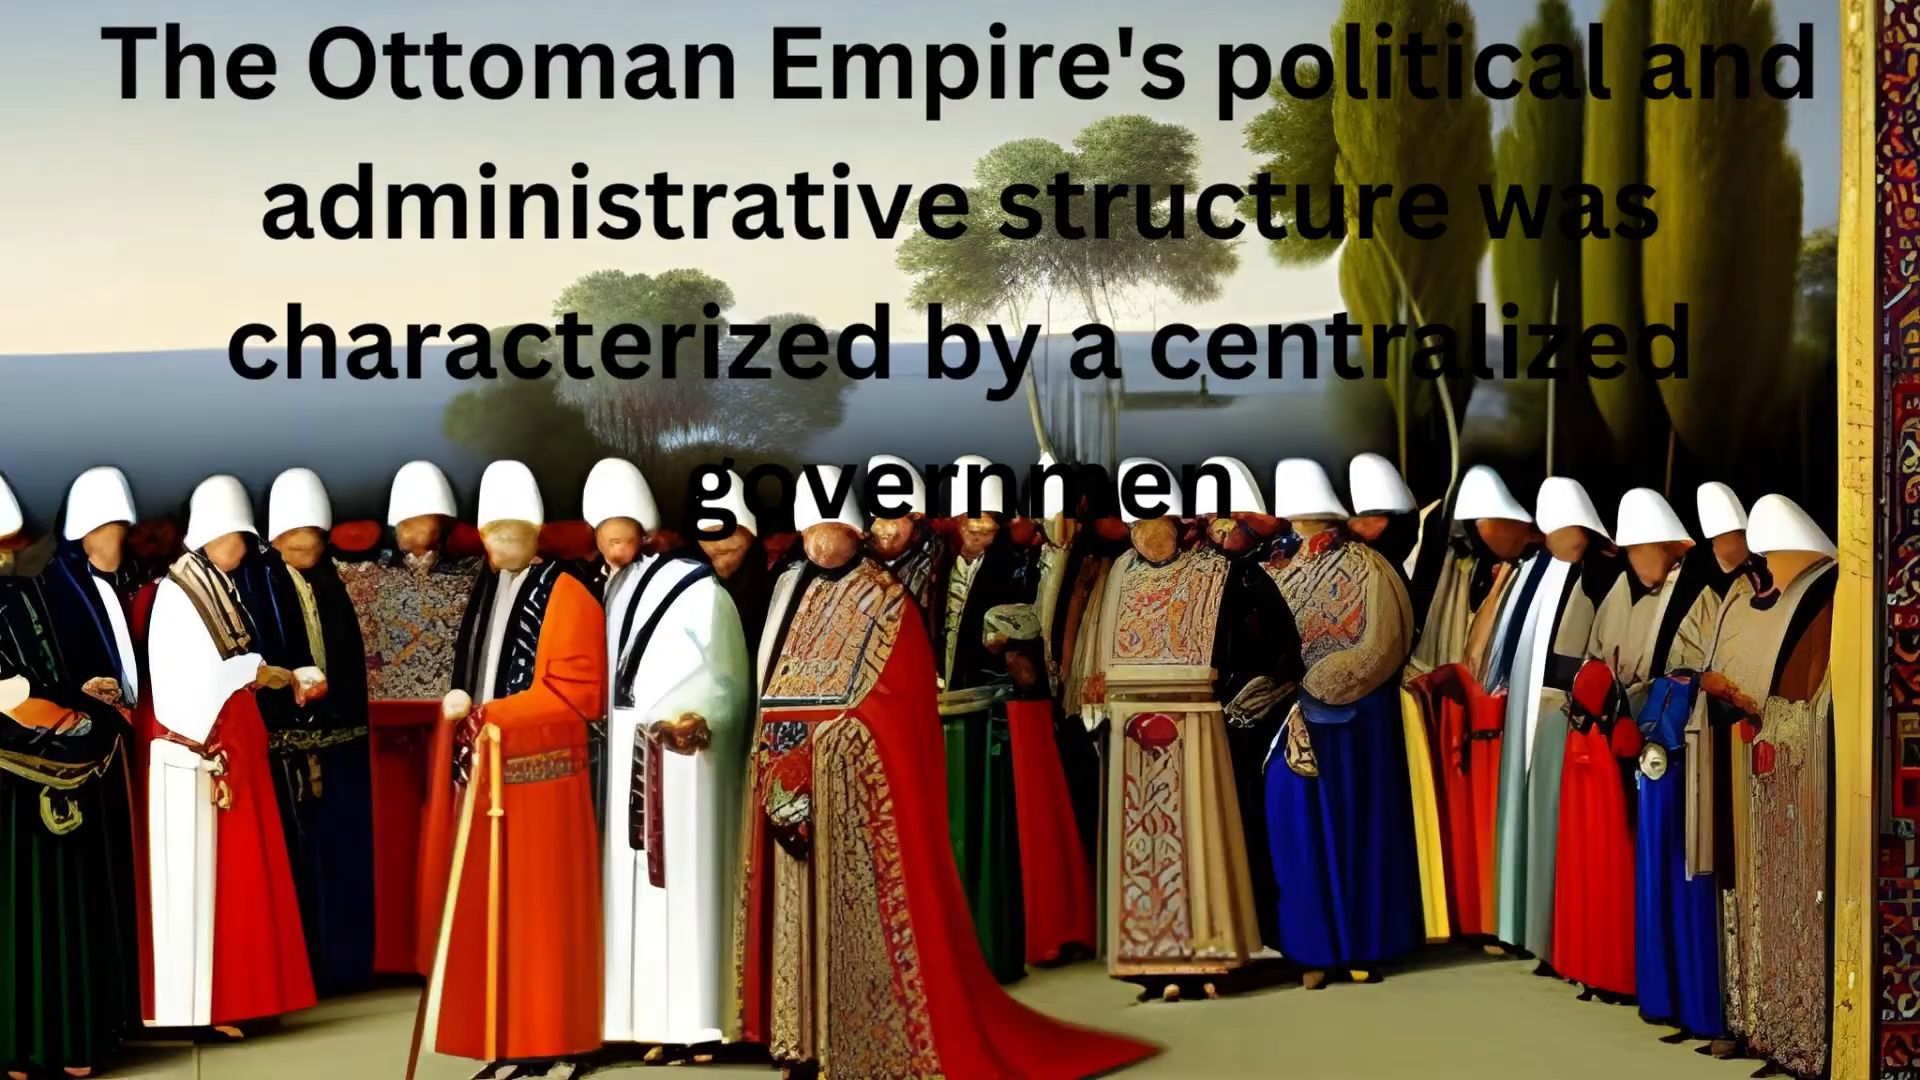 The Ottoman Empire's political and
administrative structure was
characterized by a centralized
governmen